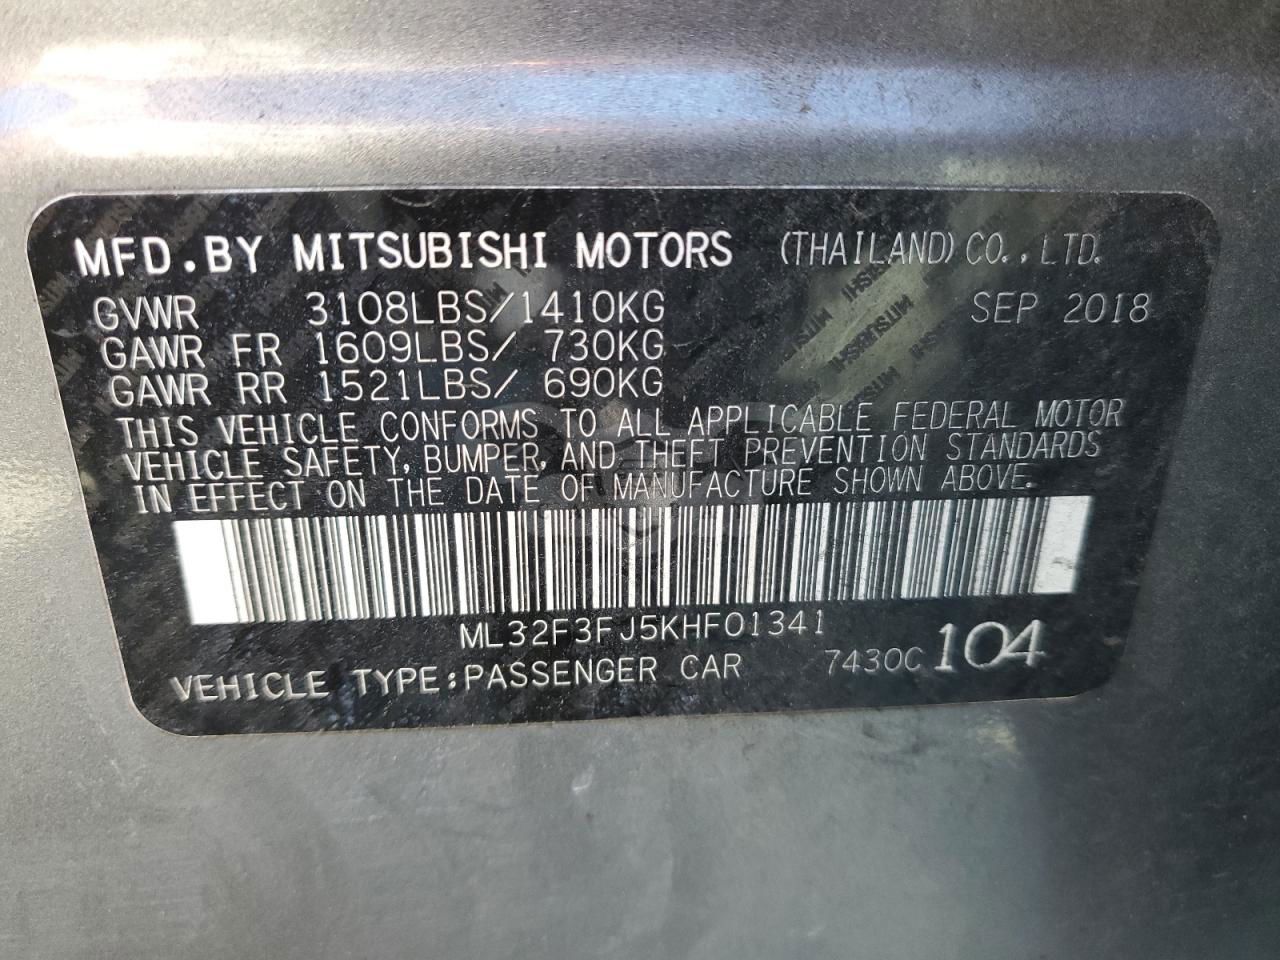 MFD.BY MITSUBISHI MOTORS (THAILAND)CO.,LTD.
GVWR 3108LBS/1410KG SEP 2018
GAWR FR 1609LBS/ 730KG
GAWR RR 1521LBS/ 690KG
THIS VEHICLE CONFORMS TO ALL APPLICABLE FEDERAL MOTOR
VEHICLE SAFETY, BUMPER, AND THEFT PREVENTION STANDARDS
IN EFFECT ON THE DATE OF MANUFACTURE SHOWN ABOVE.
ML32F3FJ5KHF01341
VEHICLE TYPE:PASSENGER CAR 7430C 104
MITSUBISHI
MITSUBISHI